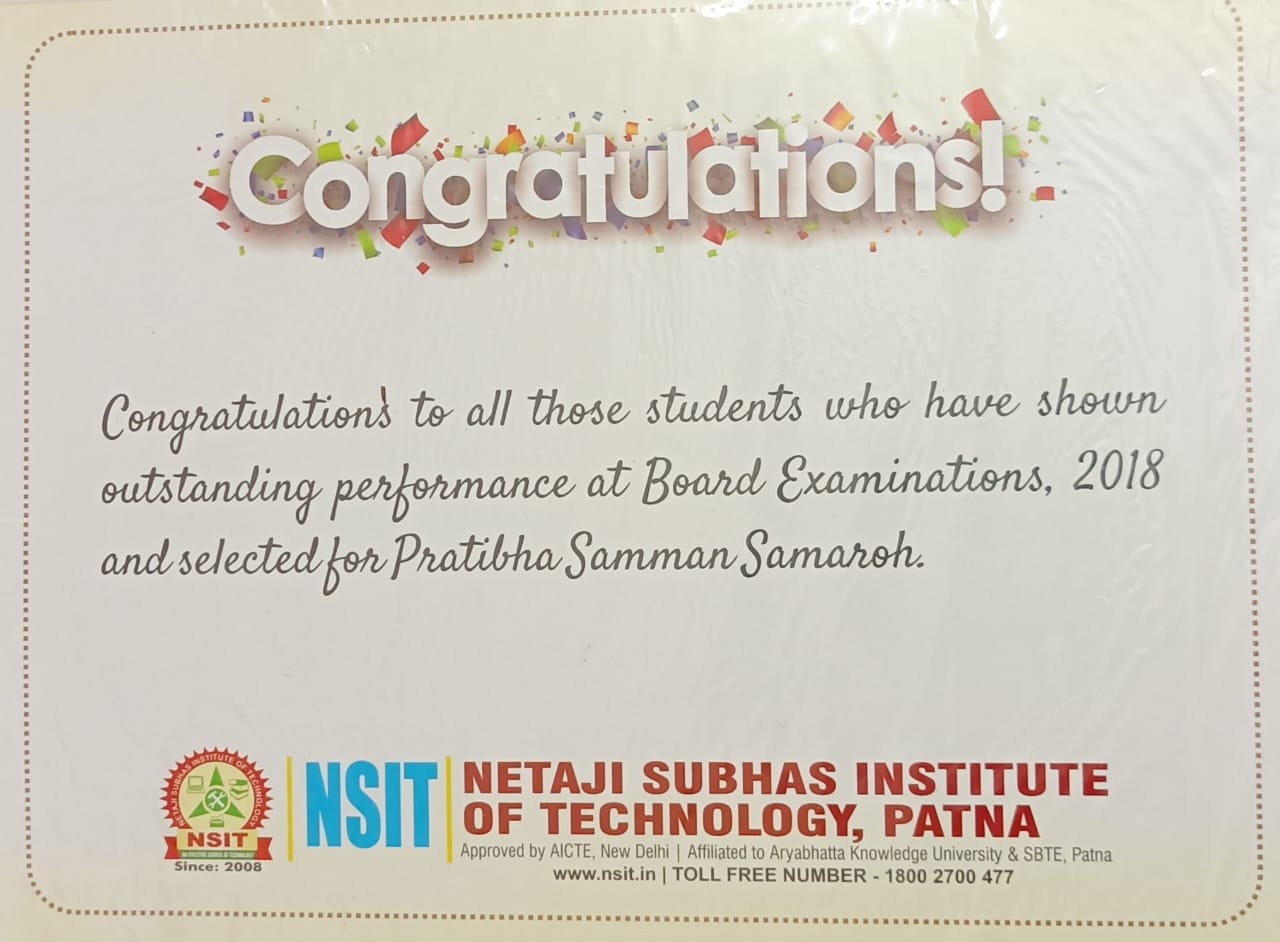 Congratulations!
Congratulation's to all those students who have shown
outstanding performance at Board Examinations, 2018
and selected for Pratibha Samman Samaroh.
NETAJI SUBHAS INSTITUTE OF TECHNOLOGY
NSIT
Since: 2008
NSIT
NETAJI SUBHAS INSTITUTE
OF TECHNOLOGY, PATNA
Approved by AICTE, New Delhi | Affiliated to Aryabhatta Knowledge University & SBTE, Patna
www.nsit.in | TOLL FREE NUMBER - 1800 2700 477